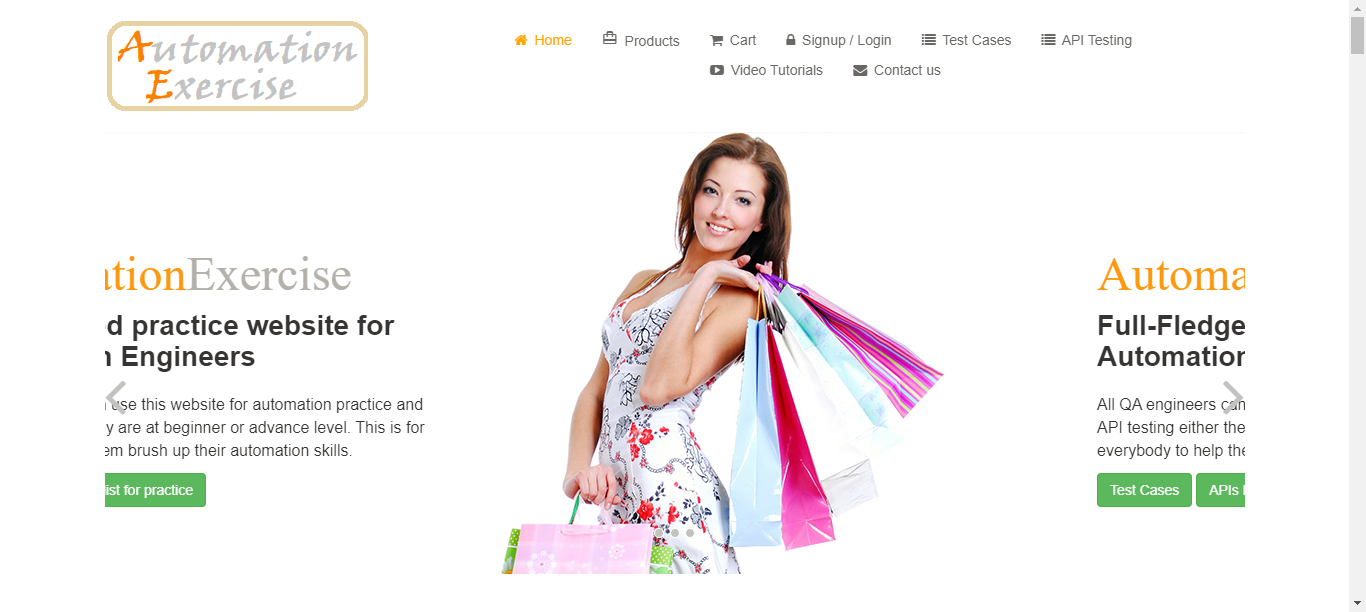 Automation
Exercise
Home Products Cart Signup / Login Test Cases API Testing
Video Tutorials Contact us
ationExercise
d practice website for
n Engineers
use this website for automation practice and
y are at beginner or advance level. This is for
em brush up their automation skills.
ist for practice
Automa
Full-Fledge
Automation
All QA engineers can
API testing either the
everybody to help the
Test Cases APIs